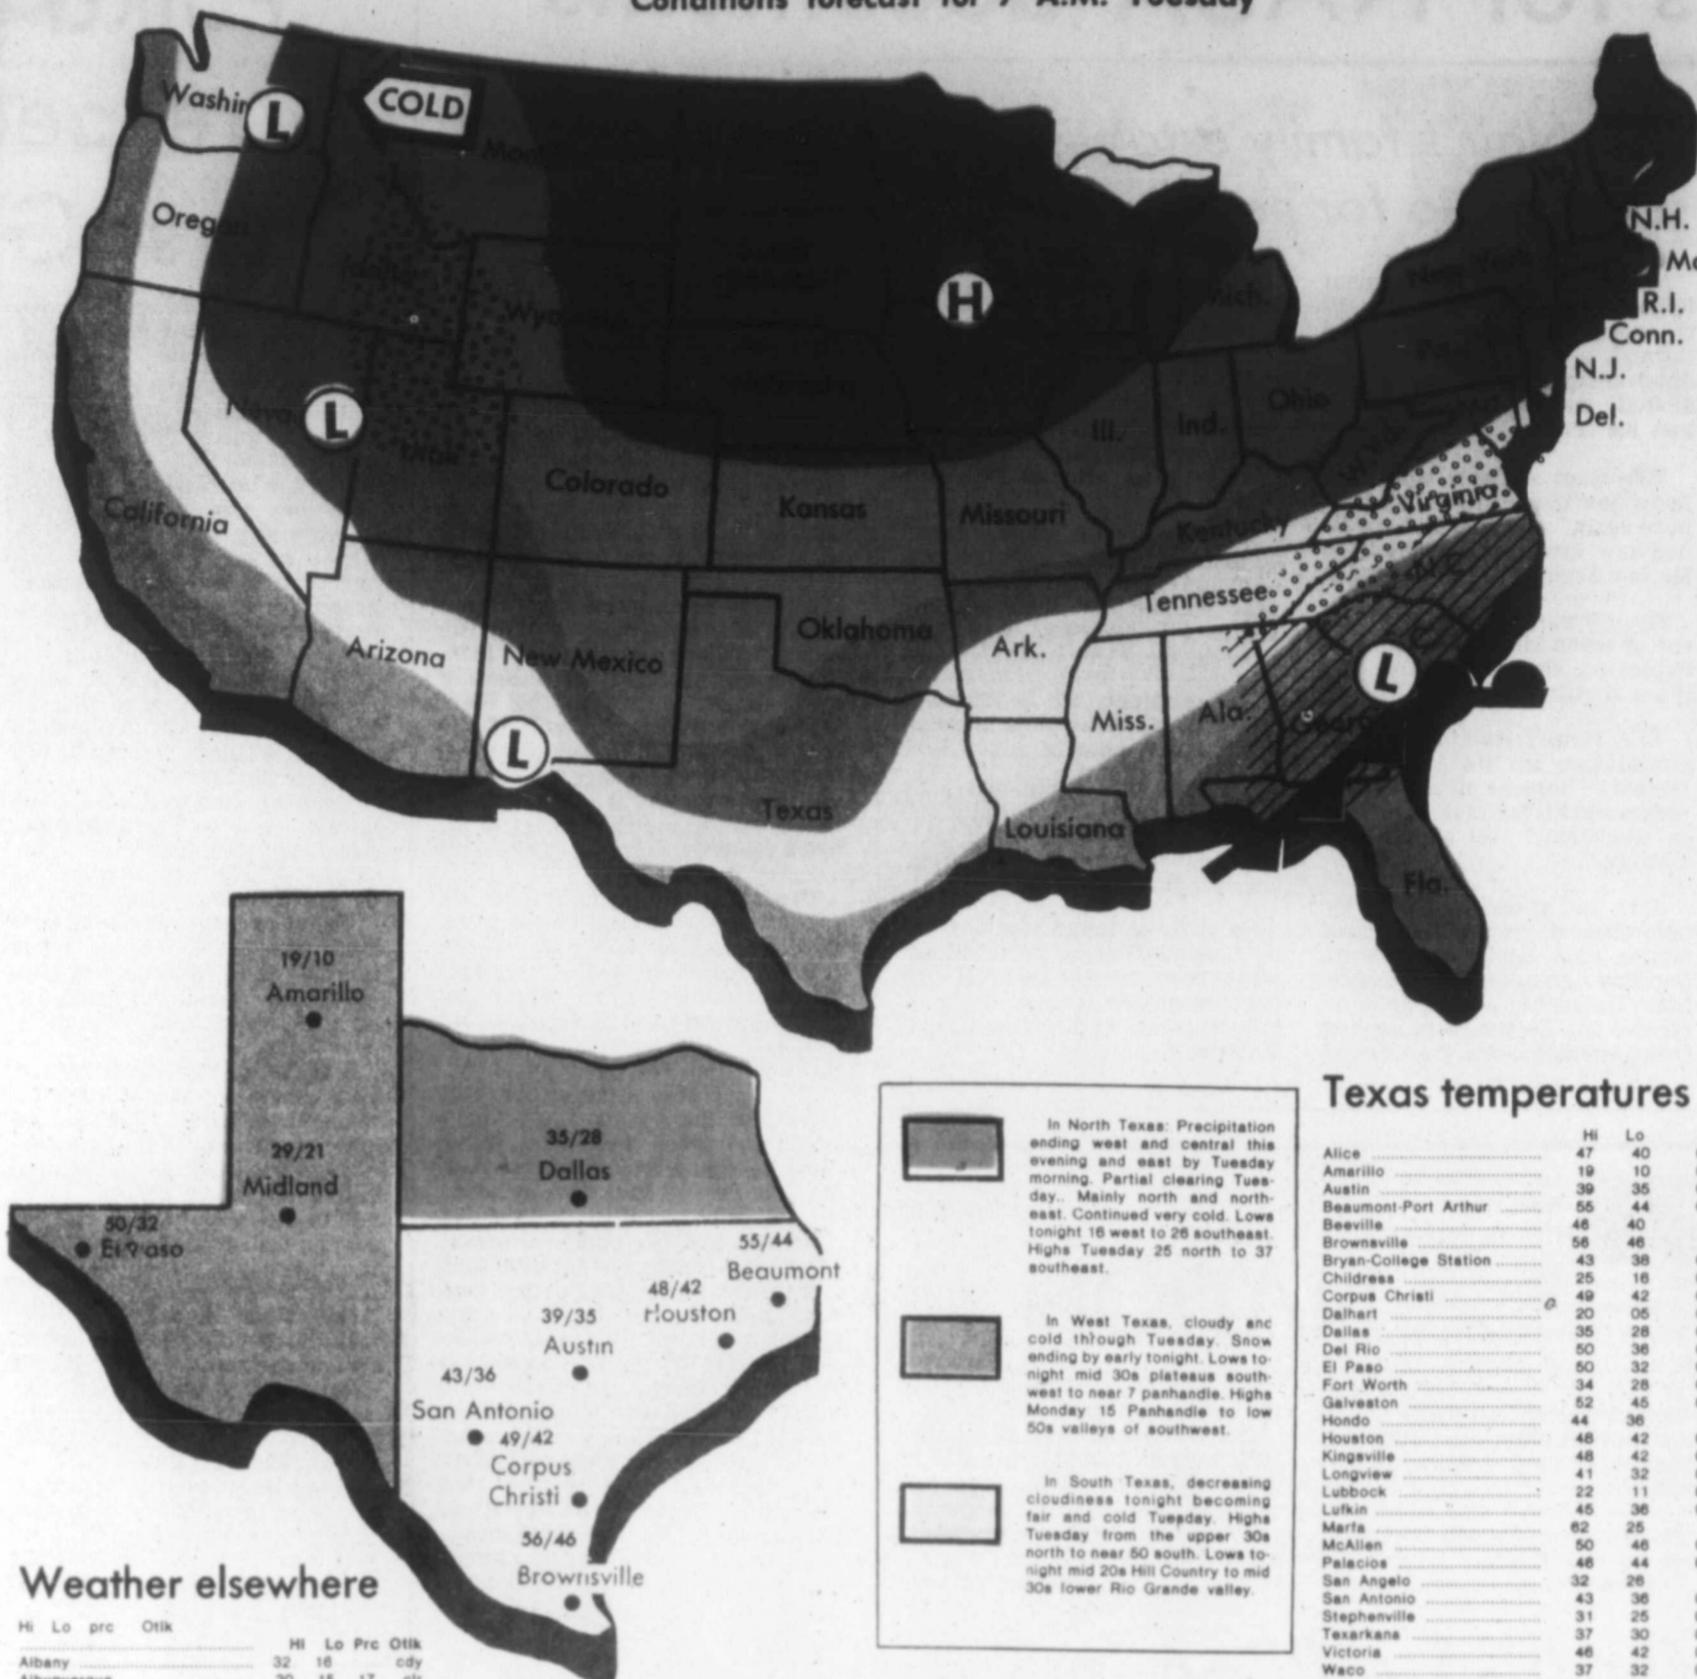 Conditions forecast for 7 A.M. Tuesday
COLD
L
Oregon
N.H.
H
R.I.
Conn.
N.J.
Del.
Mich.
Ohio
Ill.
Ind.
L
Colorado
Kansas
Missouri
Kentucky
Virginia
California
Tennessee
N.C.
Arizona
New Mexico
Oklahoma
Ark.
L
Miss.
Ala.
L
Texas
Louisiana
Fla.
19/10
Amarillo
29/21
Midland
35/28
Dallas
50/32
El Paso
55/44
Beaumont
48/42
Houston
39/35
Austin
43/36
San Antonio
49/42
Corpus
Christi
56/46
Brownsville
In North Texas: Precipitation
ending west and central this
evening and east by Tuesday
morning. Partial clearing Tues-
day.. Mainly north and north-
east. Continued very cold. Lows
tonight 16 west to 26 southeast.
Highs Tuesday 25 north to 37
southeast.
In West Texas, cloudy and
cold through Tuesday. Snow
ending by early tonight. Lows to-
night mid 30s plateaus south-
west to near 7 panhandle. Highs
Monday 15 Panhandle to low
50s valleys of southwest.
In South Texas, decreasing
cloudiness tonight becoming
fair and cold Tuesday. Highs
Tuesday from the upper 30s
north to near 50 south. Lows to-
night mid 20s Hill Country to mid
30s lower Rio Grande valley.
Texas temperatures
Hi Lo
Alice 47 40
Amarillo 19 10
Austin 39 35
Beaumont-Port Arthur 55 44
Beeville 46 40
Brownsville 56 46
Bryan-College Station 43 38
Childress 25 16
Corpus Christi 49 42
Dalhart 20 05
Dallas 35 28
Del Rio 50 36
El Paso 50 32
Fort Worth 34 28
Galveston 52 45
Hondo 44 36
Houston 48 42
Kingsville 48 42
Longview 41 32
Lubbock 22 11
Lufkin 45 36
Marfa 62 25
McAllen 50 46
Palacios 46 44
San Angelo 32 26
San Antonio 43 36
Stephenville 31 25
Texarkana 37 30
Victoria 46 42
Waco 37 32
Weather elsewhere
Hi Lo prc Otlk
Hi Lo Prc Otlk
Albany 32 16 cdy